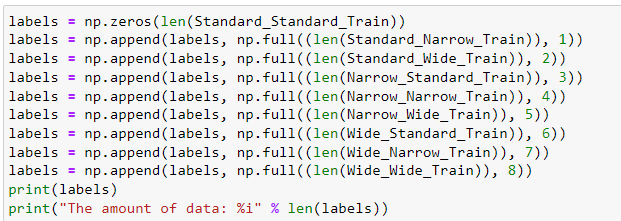 labels = np.zeros(len(Standard_Standard_Train))
labels = np.append(labels, np.full((len(Standard_Narrow_Train)), 1))
labels = np.append(labels, np.full((len(Standard_Wide_Train)), 2))
labels = np.append(labels, np.full((len(Narrow_Standard_Train)), 3))
labels = np.append(labels, np.full((len(Narrow_Narrow_Train)), 4))
labels = np.append(labels, np.full((len(Narrow_Wide_Train)), 5))
labels = np.append(labels, np.full((len(Wide_Standard_Train)), 6))
labels = np.append(labels, np.full((len(Wide_Narrow_Train)), 7))
labels = np.append(labels, np.full((len(Wide_Wide_Train)), 8))
print(labels)
print("The amount of data: %i" % len(labels))